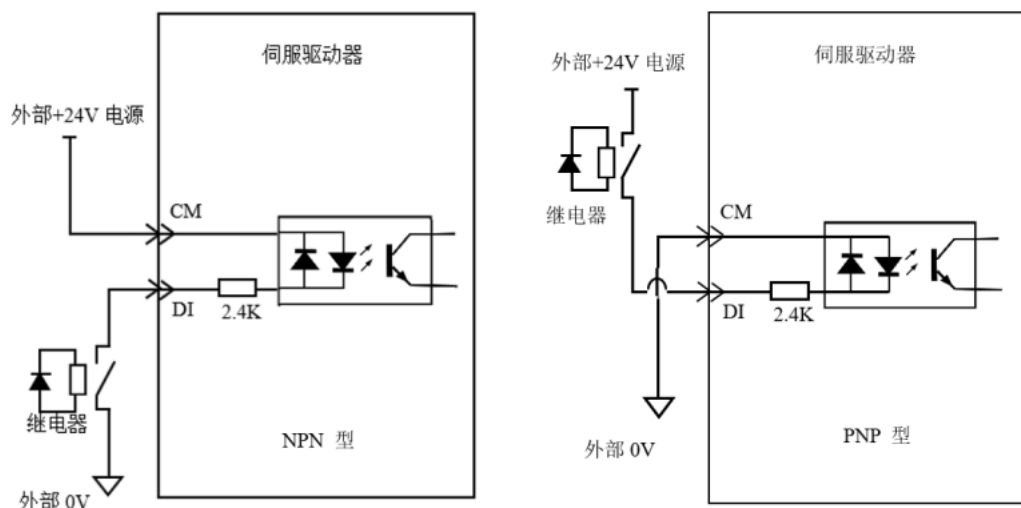 伺服驱动器
外部+24V 电源
CM
DI
2.4K
继电器
NPN 型
外部 0V
伺服驱动器
外部+24V 电源
继电器
CM
DI
2.4K
外部 0V
PNP 型